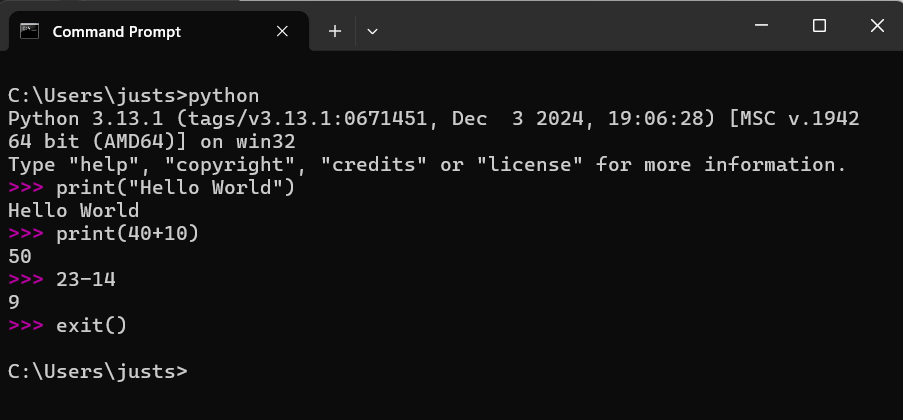 Command Prompt
C:\Users\justs>python
Python 3.13.1 (tags/v3.13.1:0671451, Dec  3 2024, 19:06:28) [MSC v.1942
64 bit (AMD64)] on win32
Type "help", "copyright", "credits" or "license" for more information.
>>> print("Hello World")
Hello World
>>> print(40+10)
50
>>> 23-14
9
>>> exit()
C:\Users\justs>